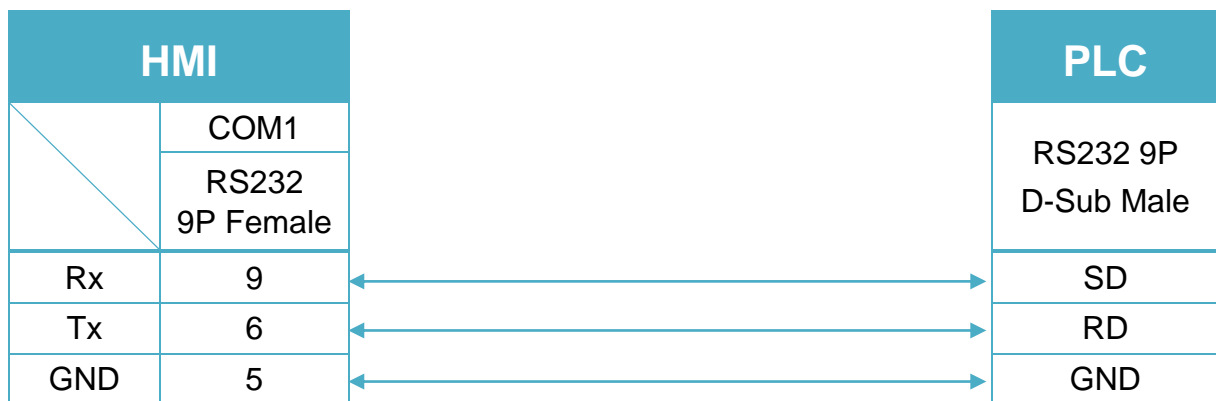 HMI
PLC
COM1
RS232
9P Female
RS232 9P
D-Sub Male
Rx 9 SD
Tx 6 RD
GND 5 GND